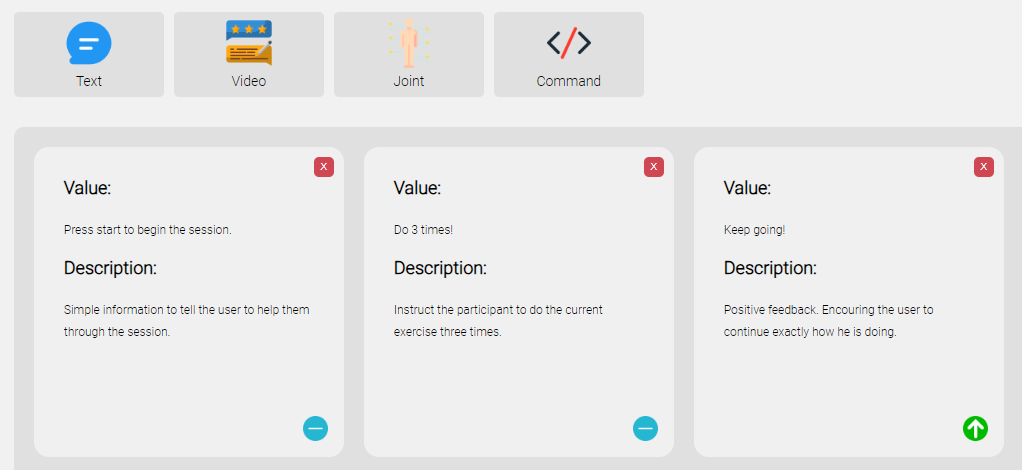 Text
Video
Joint
Command
X
Value:
Press start to begin the session.
Description:
Simple information to tell the user to help them
through the session.
X
Value:
Do 3 times!
Description:
Instruct the participant to do the current
exercise three times.
X
Value:
Keep going!
Description:
Positive feedback. Encouring the user to
continue exactly how he is doing.